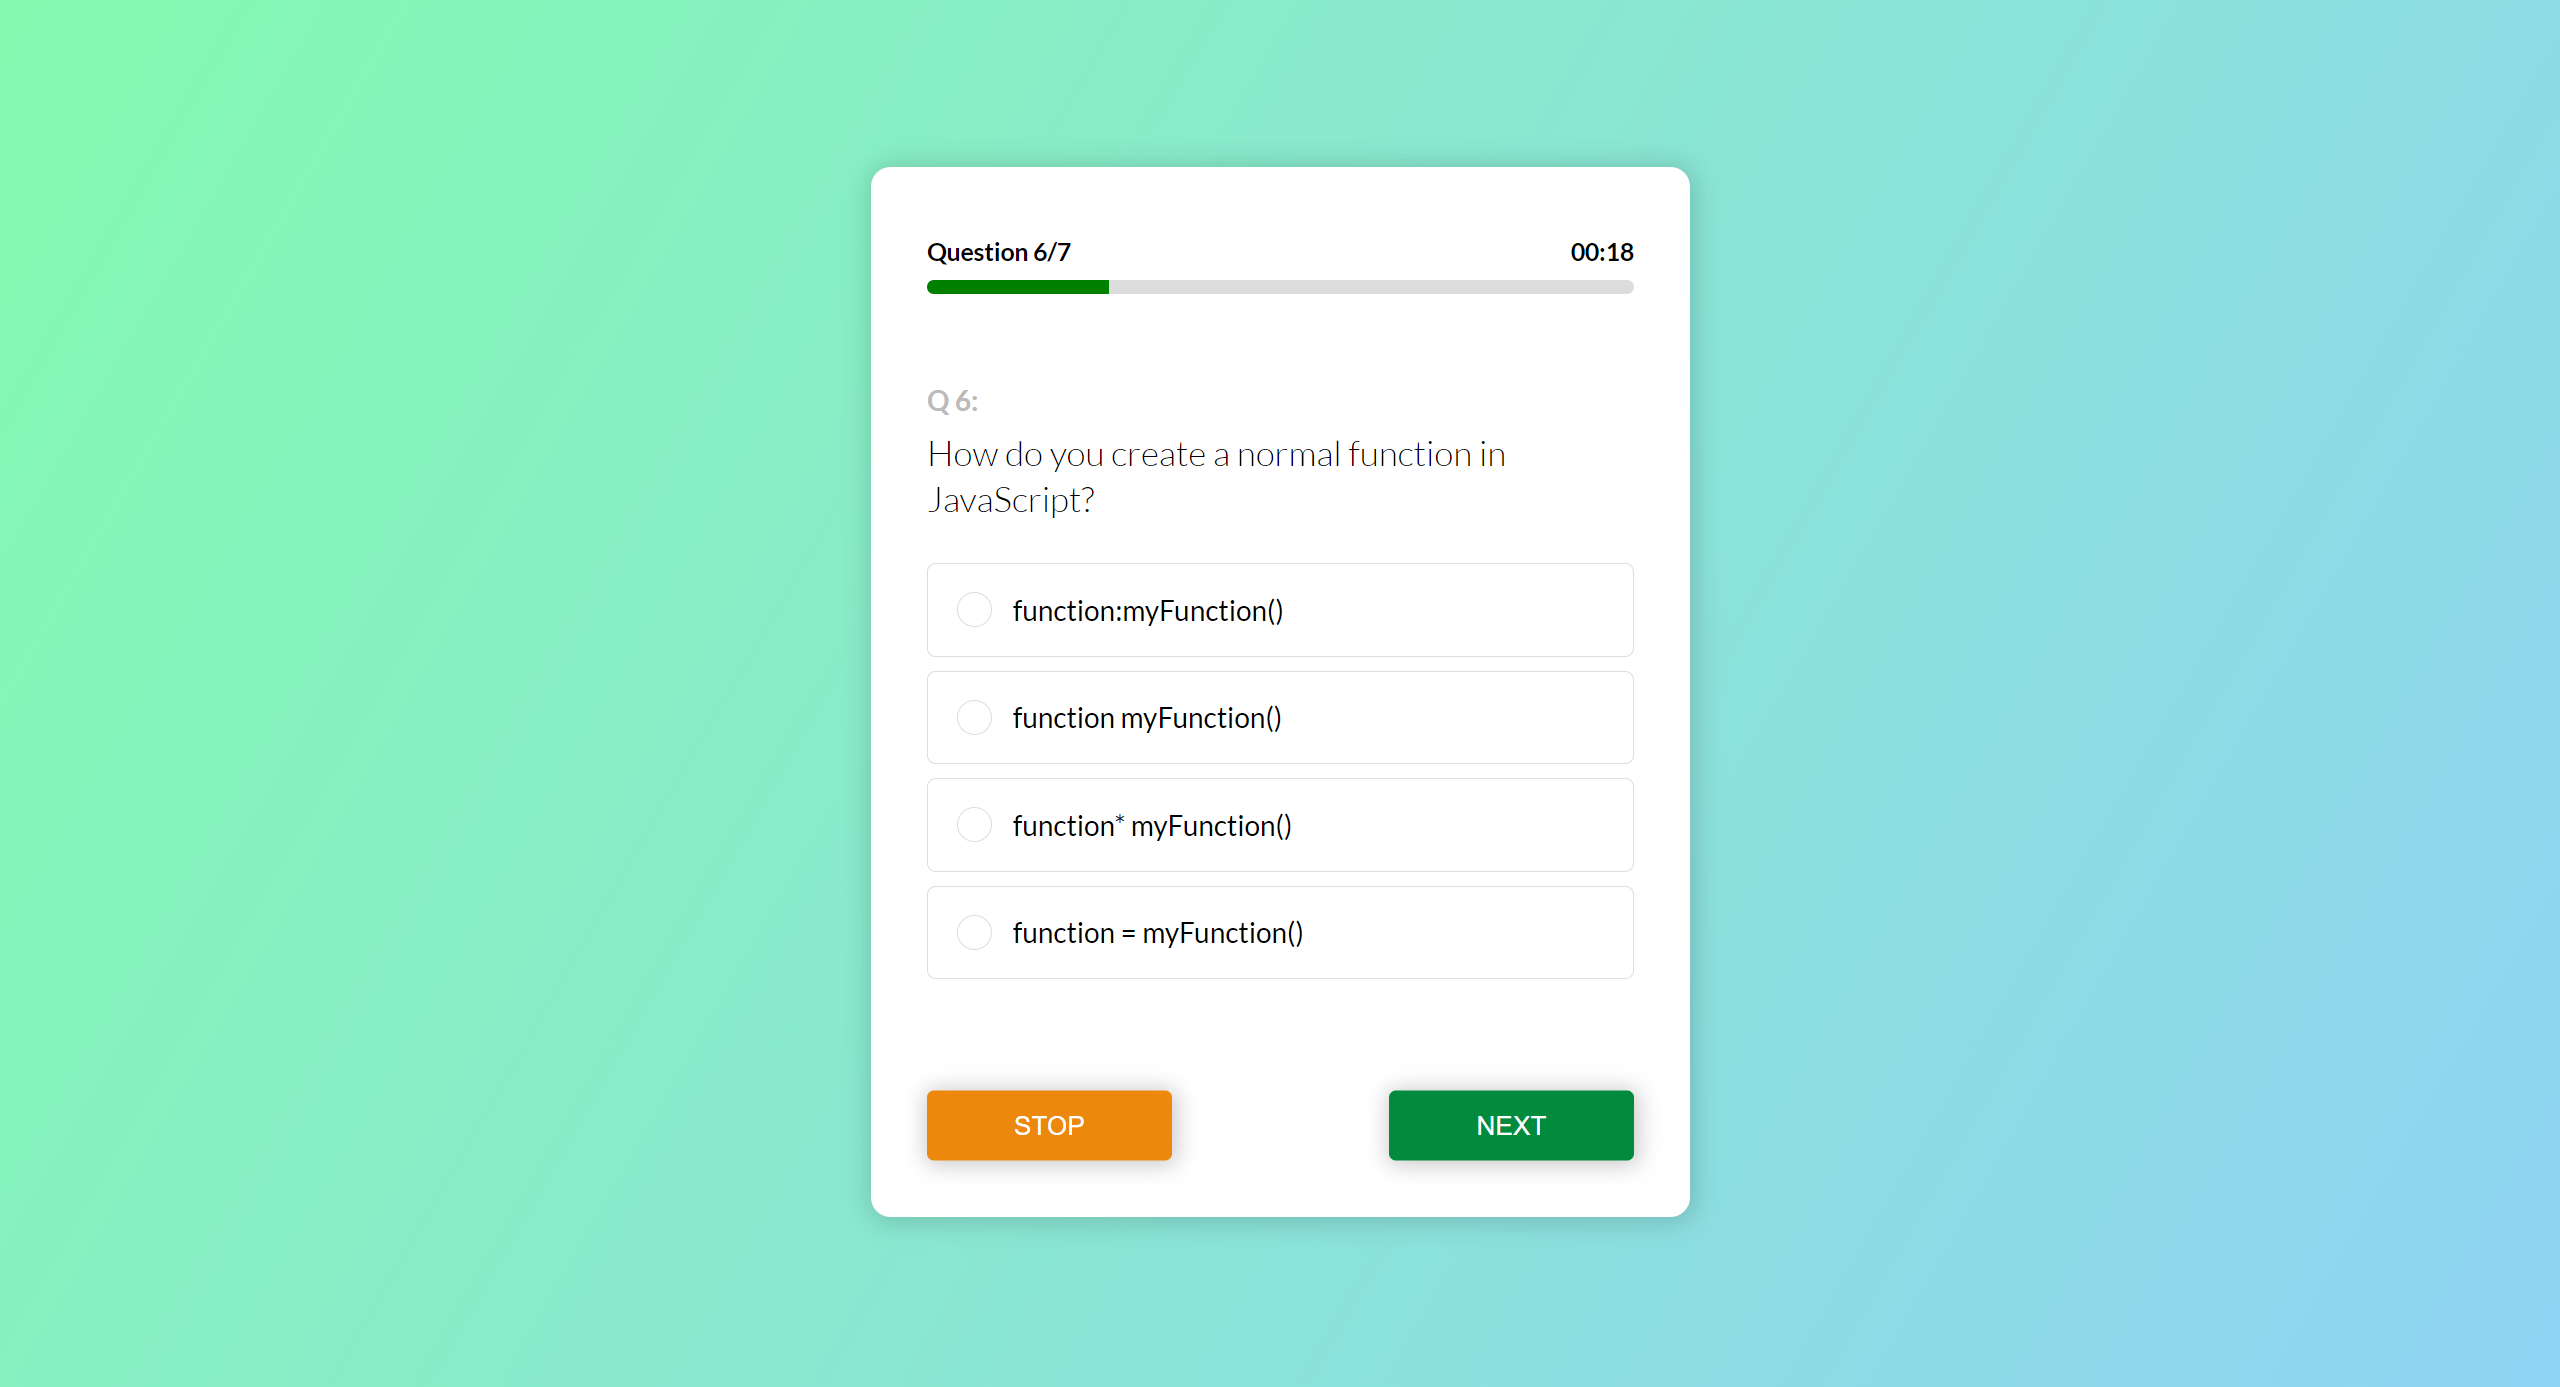 Question 6/7 00:18
Q 6:
How do you create a normal function in
JavaScript?
function:myFunction()
function myFunction()
function* myFunction()
function = myFunction()
STOP NEXT